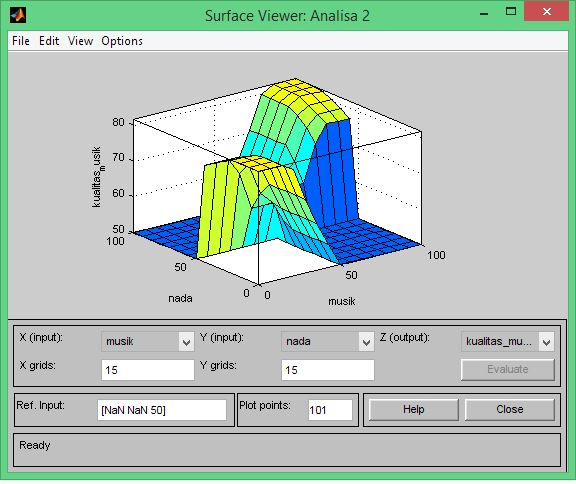 Surface Viewer: Analisa 2
File Edit View Options
80
70
60
50
kualitas_musik
100
50
0
nada
0
50
100
musik
X (input): musik Y (input): nada Z (output): kualitas_mu...
X grids: 15 Y grids: 15 Evaluate
Ref. Input: [NaN NaN 50] Plot points: 101 Help Close
Ready